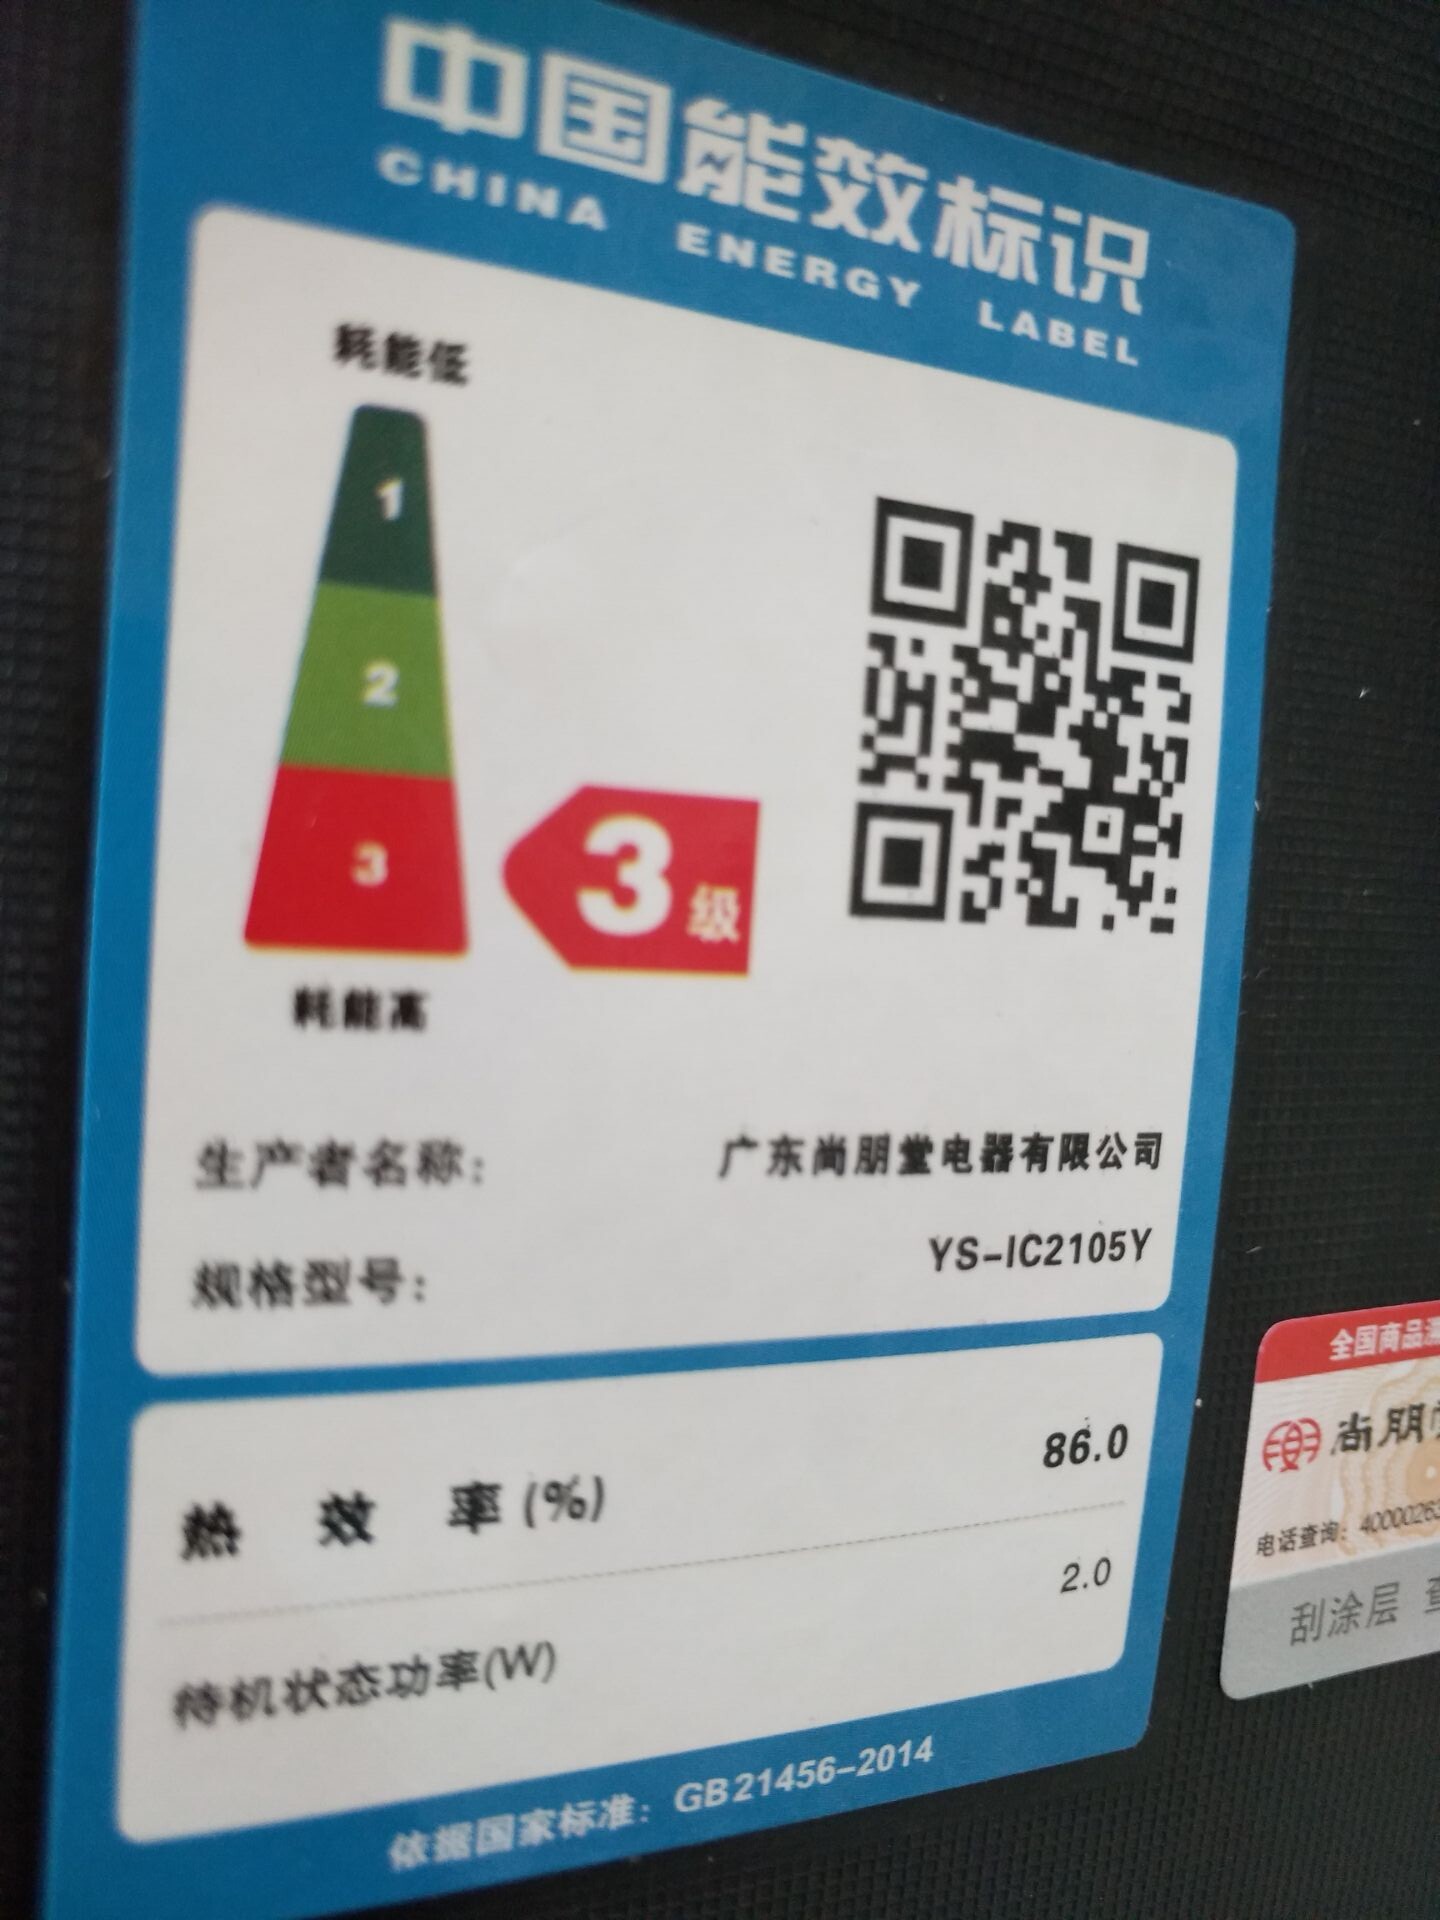 中国能效标识
CHINA ENERGY LABEL
耗能低
1
2
3
3级
耗能高
生产者名称： 广东尚朋堂电器有限公司
规格型号： YS-IC2105Y
热效率(%) 86.0
待机状态功率(W) 2.0
依据国家标准：GB21456-2014
全国商品
尚朋
电话查询：40000263
刮涂层